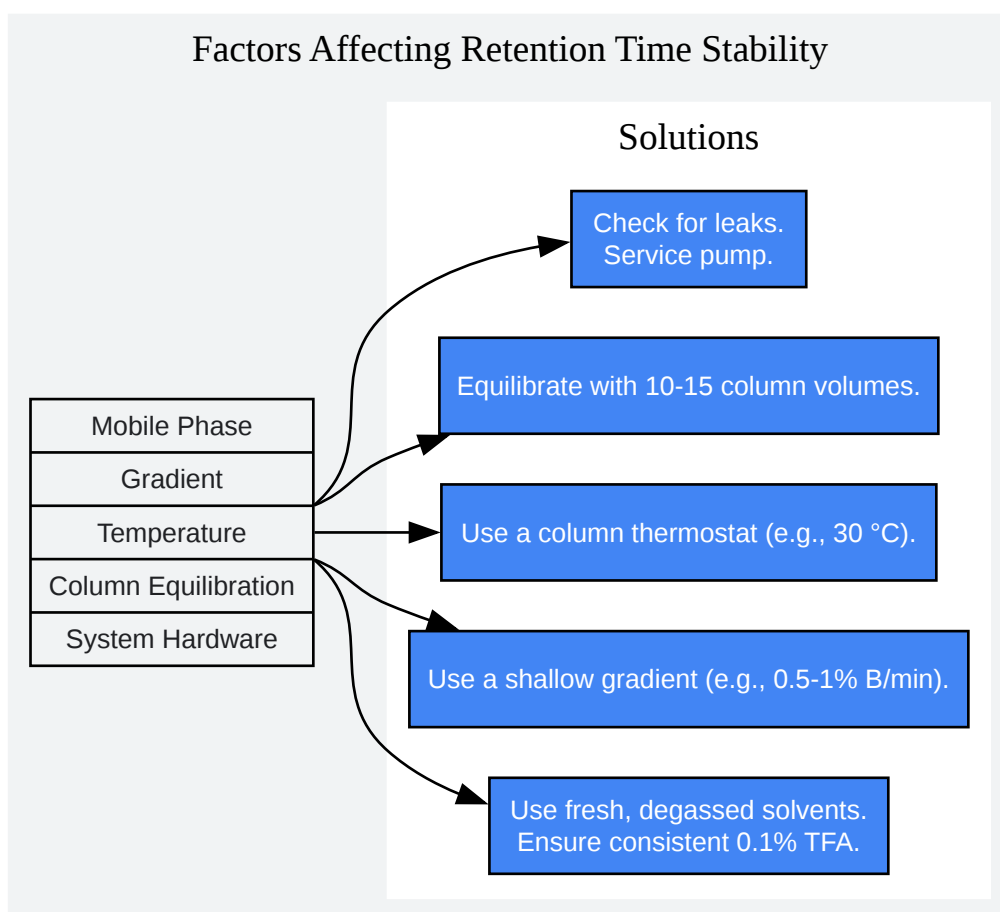 Factors Affecting Retention Time Stability
Solutions
Check for leaks.
Service pump.
Equilibrate with 10-15 column volumes.
Mobile Phase
Gradient
Temperature
Column Equilibration
System Hardware
Use a column thermostat (e.g., 30 °C).
Use a shallow gradient (e.g., 0.5-1% B/min).
Use fresh, degassed solvents.
Ensure consistent 0.1% TFA.